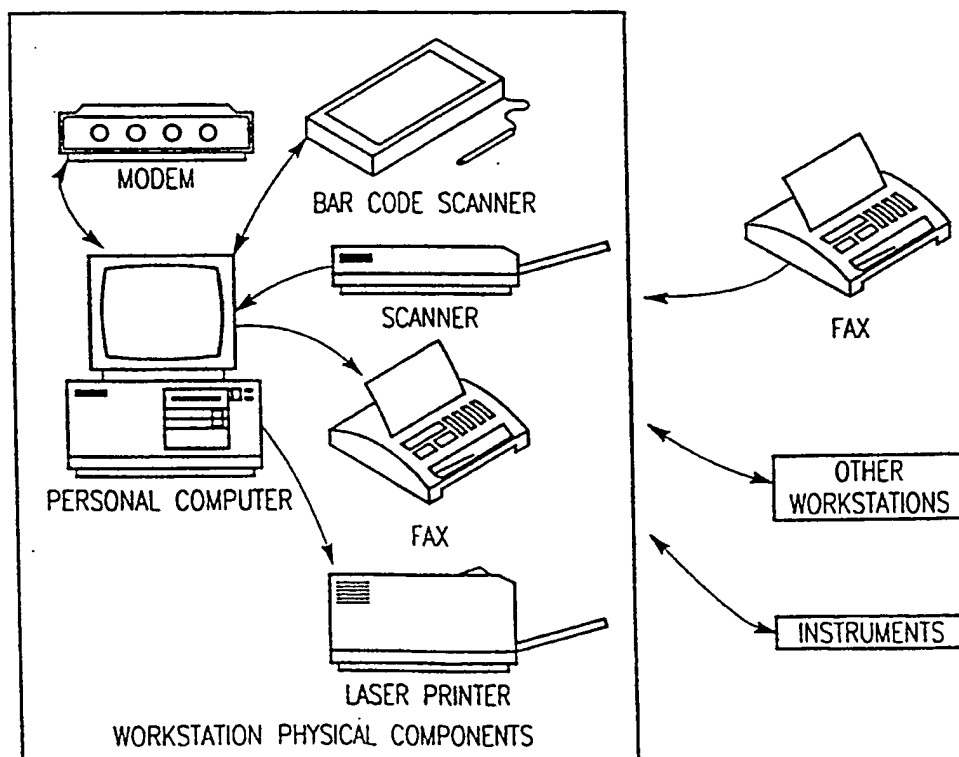 MODEM
BAR CODE SCANNER
SCANNER
FAX
PERSONAL COMPUTER
FAX
OTHER
WORKSTATIONS
LASER PRINTER
INSTRUMENTS
WORKSTATION PHYSICAL COMPONENTS